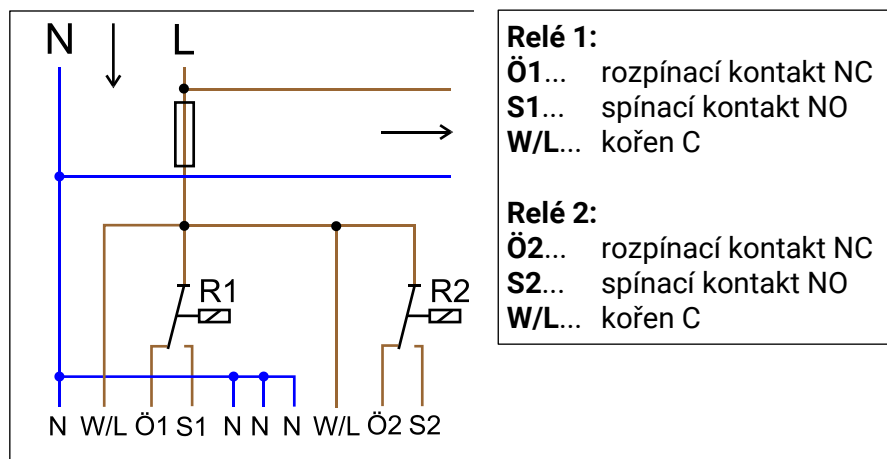 N L
R1 R2
N W/L Ö1 S1 N N N W/L Ö2 S2
Relé 1:
Ö1... rozpínací kontakt NC
S1... spínací kontakt NO
W/L... kořen C
Relé 2:
Ö2... rozpínací kontakt NC
S2... spínací kontakt NO
W/L... kořen C